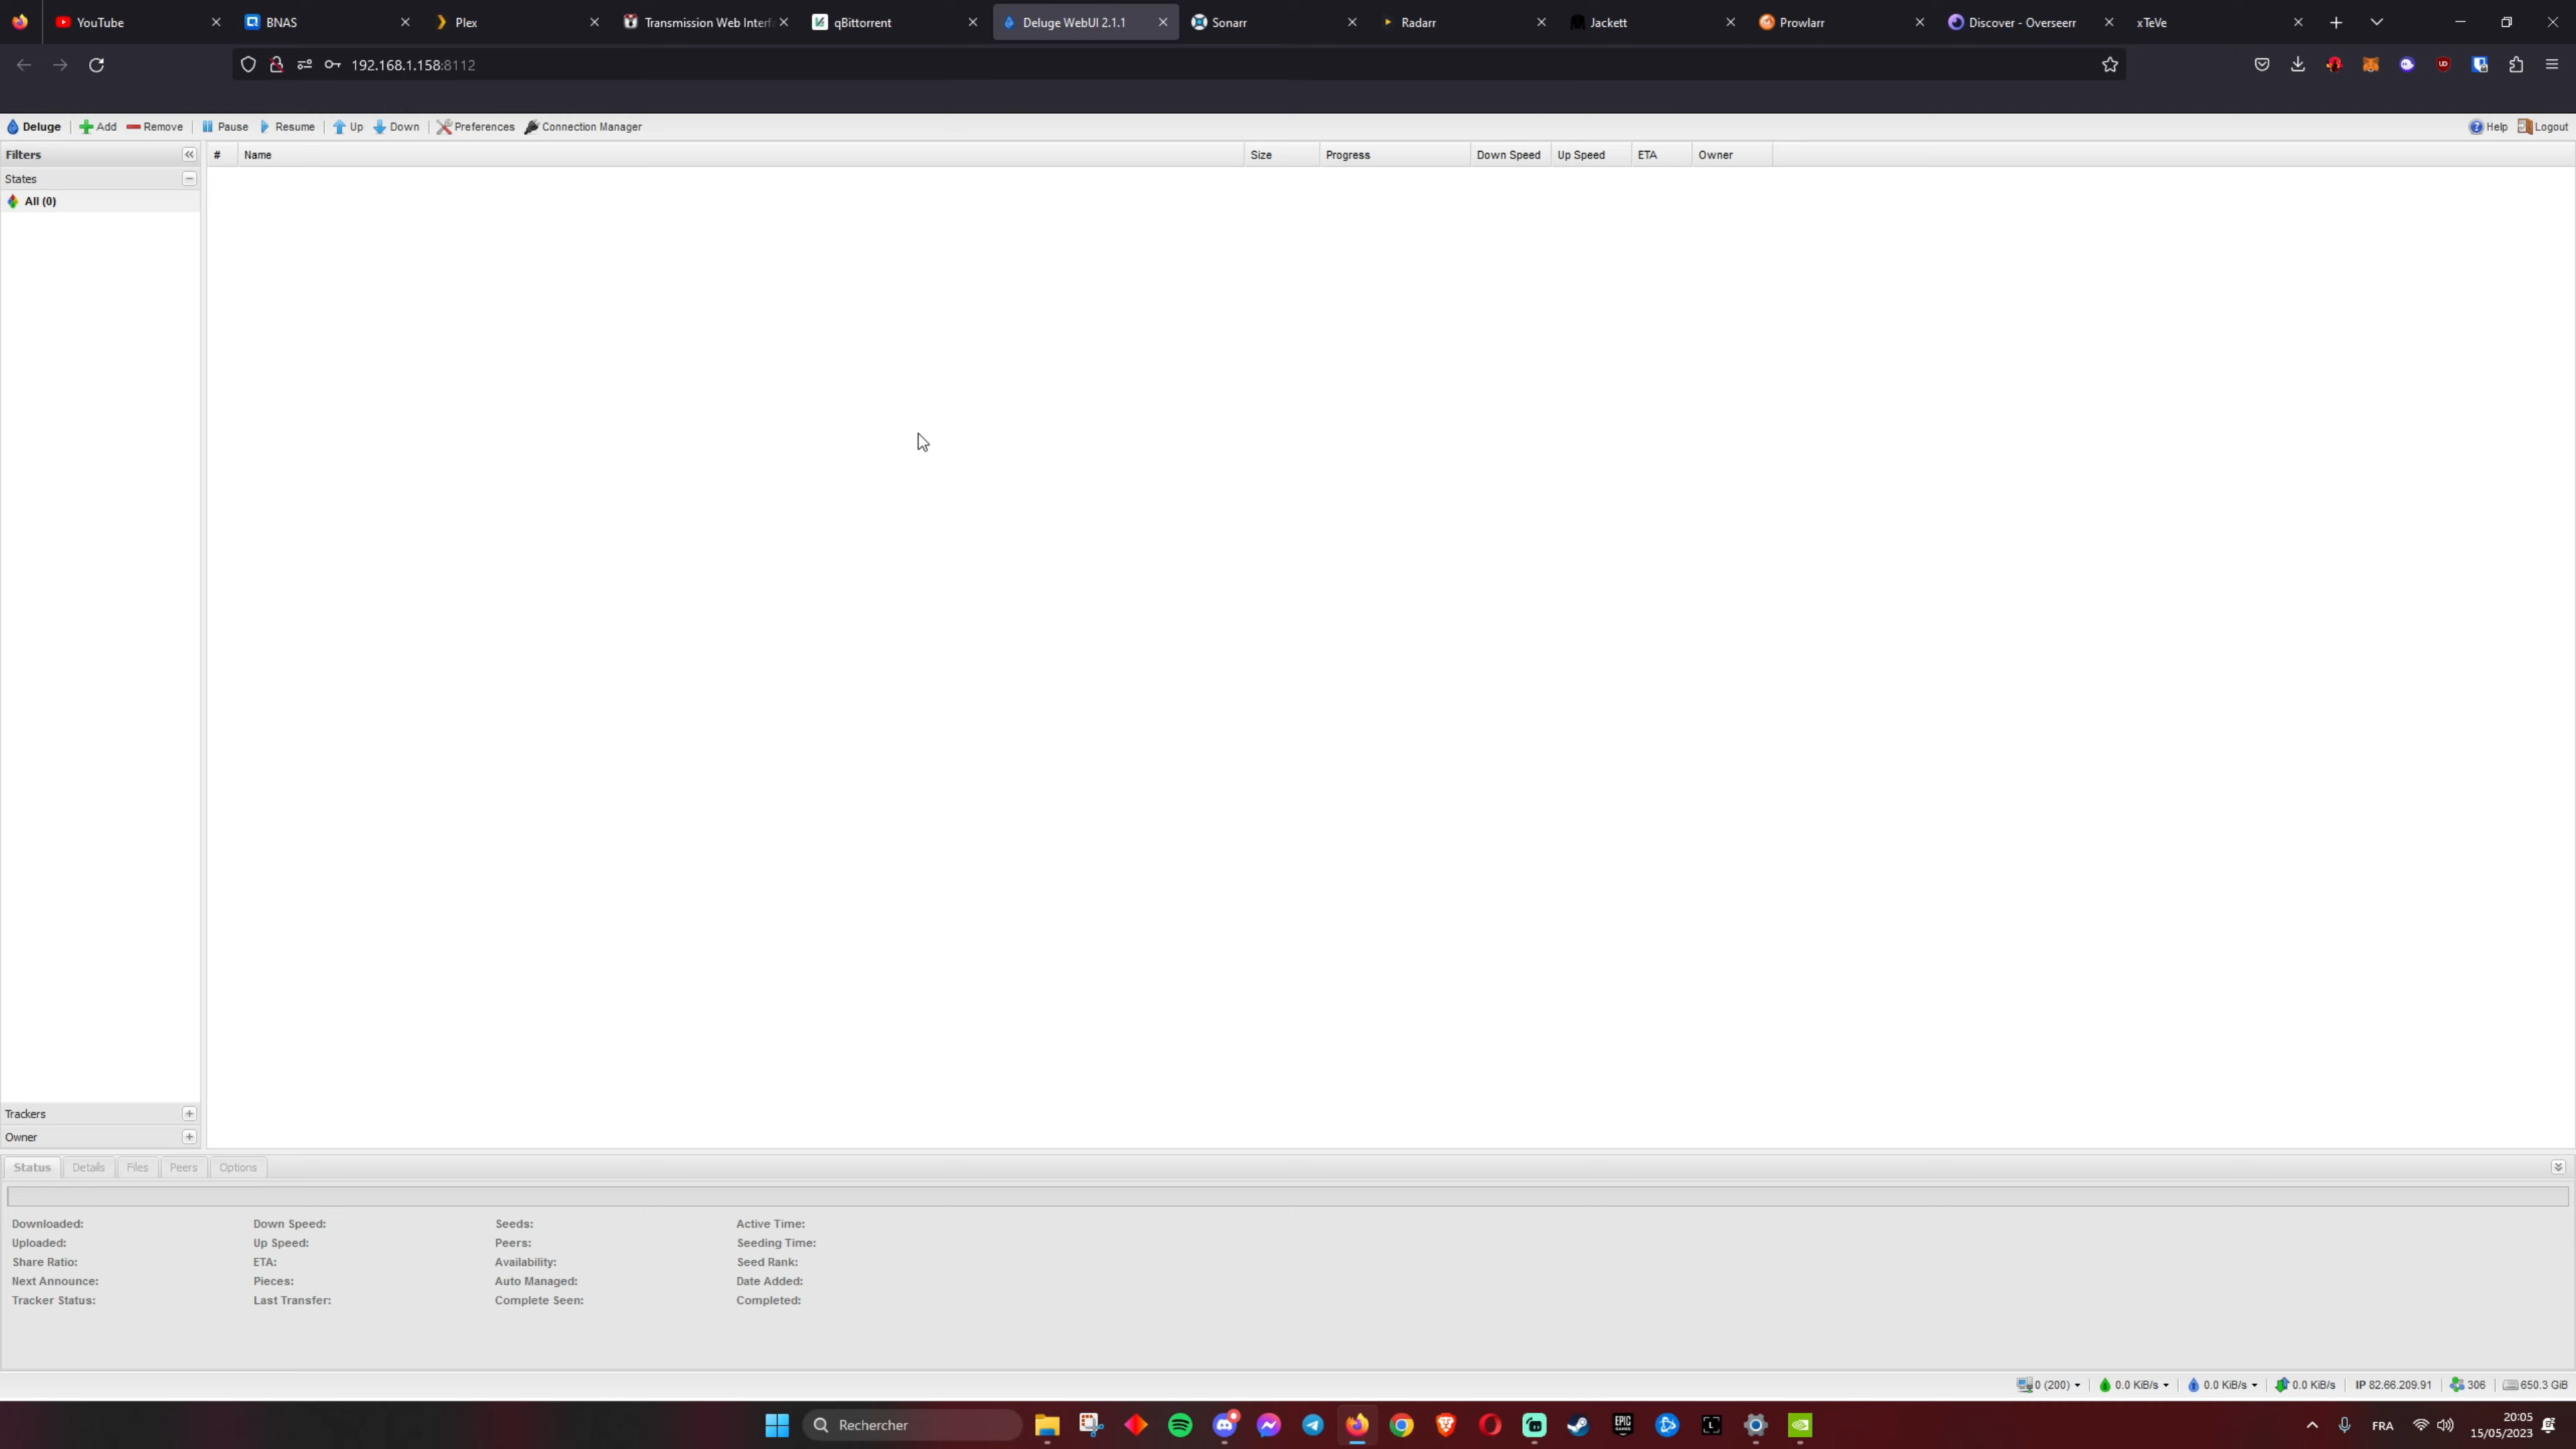 YouTube BNAS Plex Transmission Web Interf qBittorrent Deluge WebUI 2.1.1 Sonarr Radarr Jackett Prowlarr Discover - Overseerr xTeVe
192.168.1.158:8112
Deluge Add Remove Pause Resume Up Down Preferences Connection Manager Help Logout
Filters # Name Size Progress Down Speed Up Speed ETA Owner
States
All (0)
Trackers
Owner
Status Details Files Peers Options
Downloaded: Down Speed: Seeds: Active Time:
Uploaded: Up Speed: Peers: Seeding Time:
Share Ratio: ETA: Availability: Seed Rank:
Next Announce: Pieces: Auto Managed: Date Added:
Tracker Status: Last Transfer: Complete Seen: Completed:
0 (200) 0.0 KiB/s 0.0 KiB/s 0.0 KiB/s IP 82.66.209.91 306 650.3 GiB
Rechercher FRA 20:05
15/05/2023